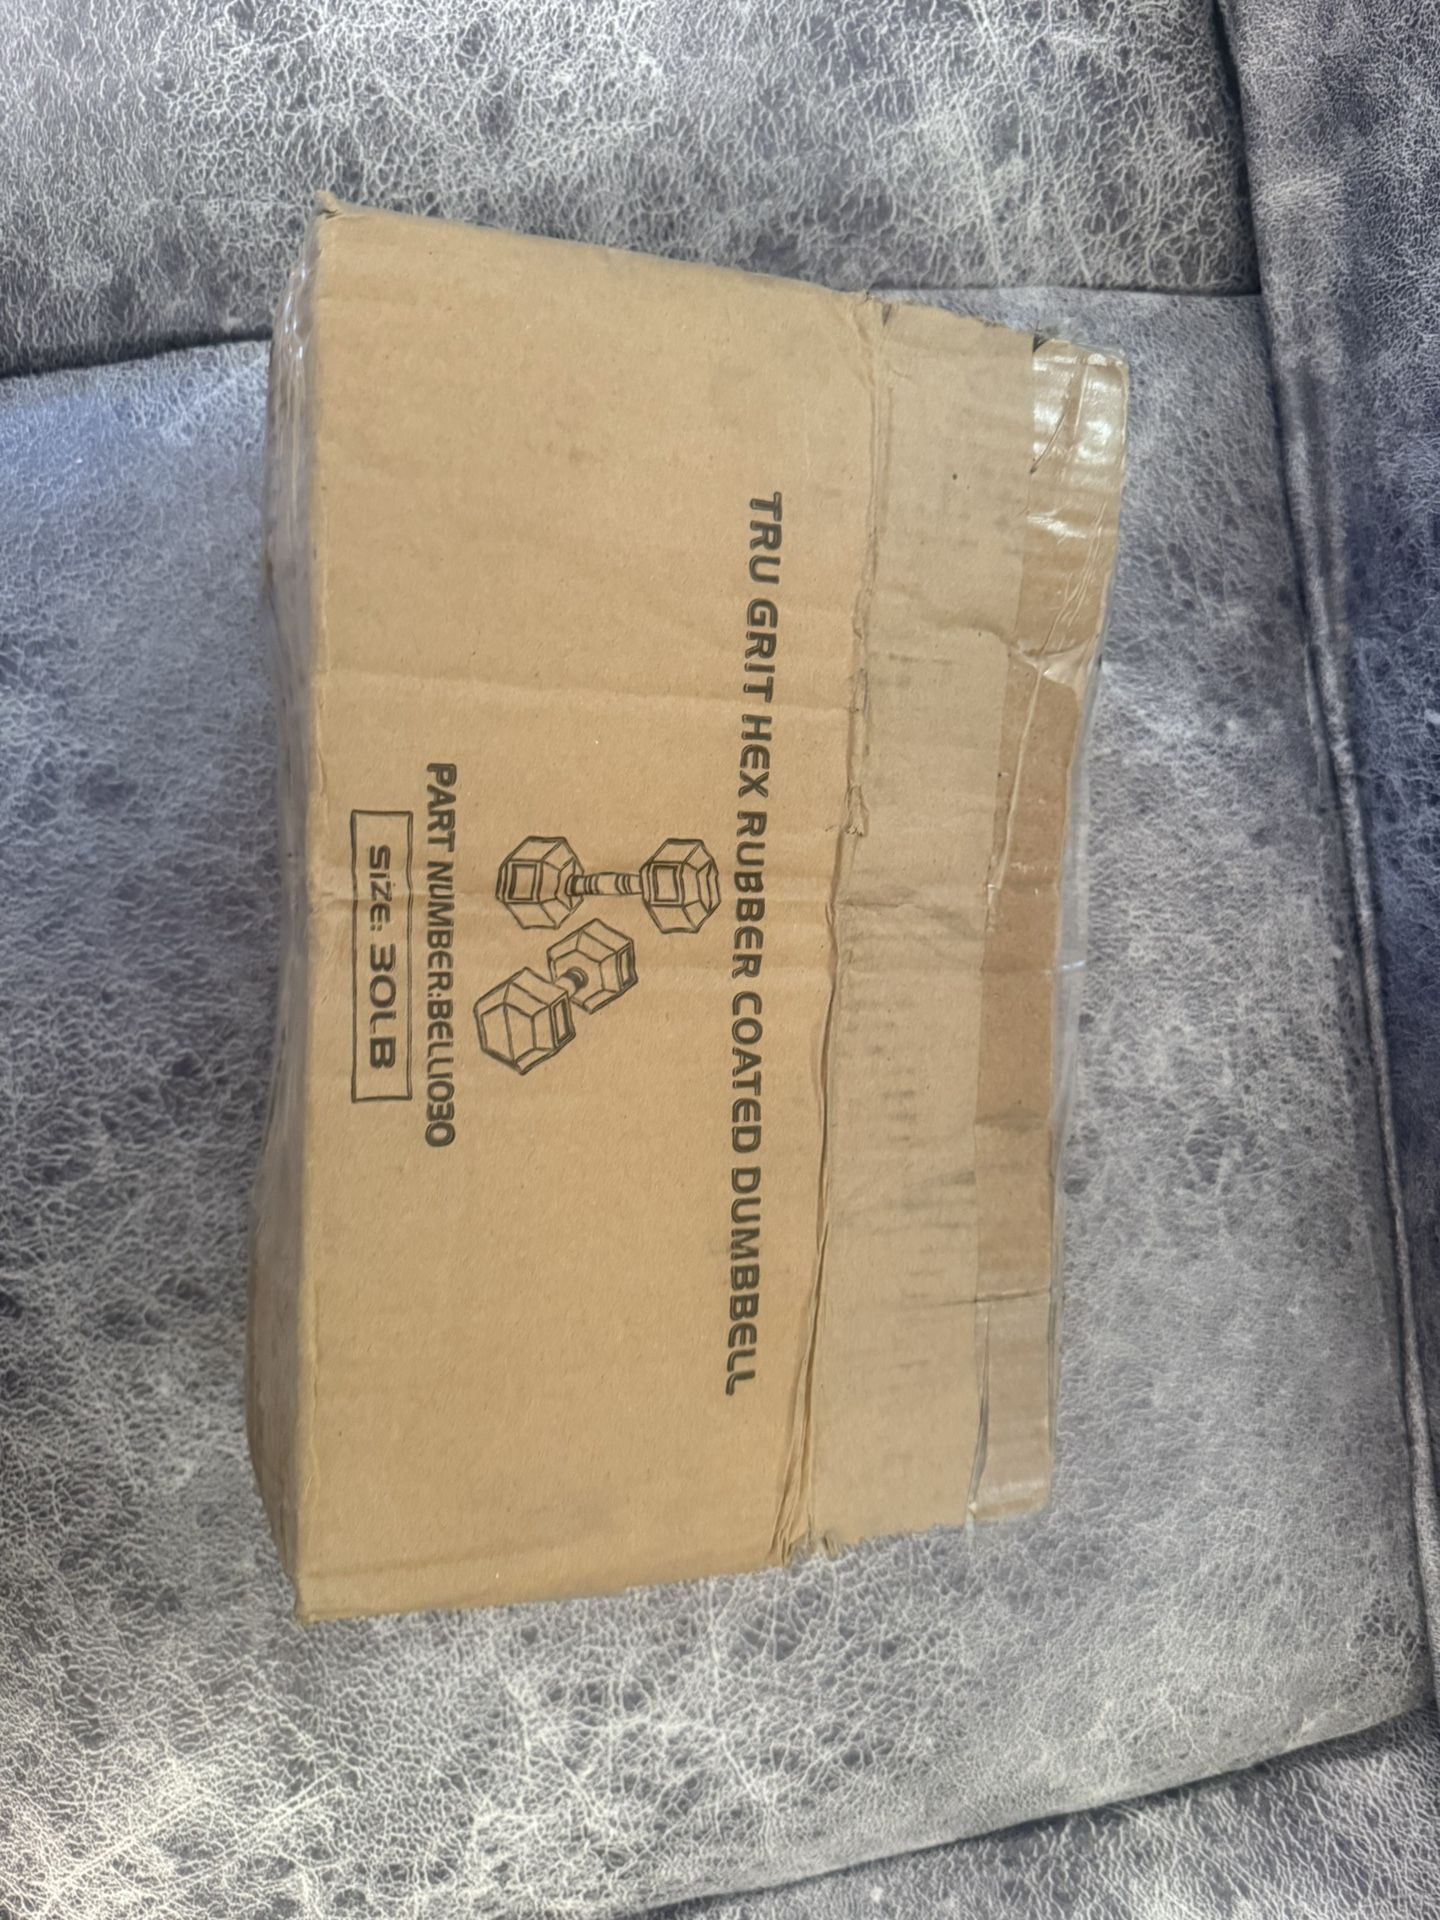 TRU GRIT HEX RUBBER COATED DUMBBELL
PART NUMBER:BELL1030
SIZE: 30LB